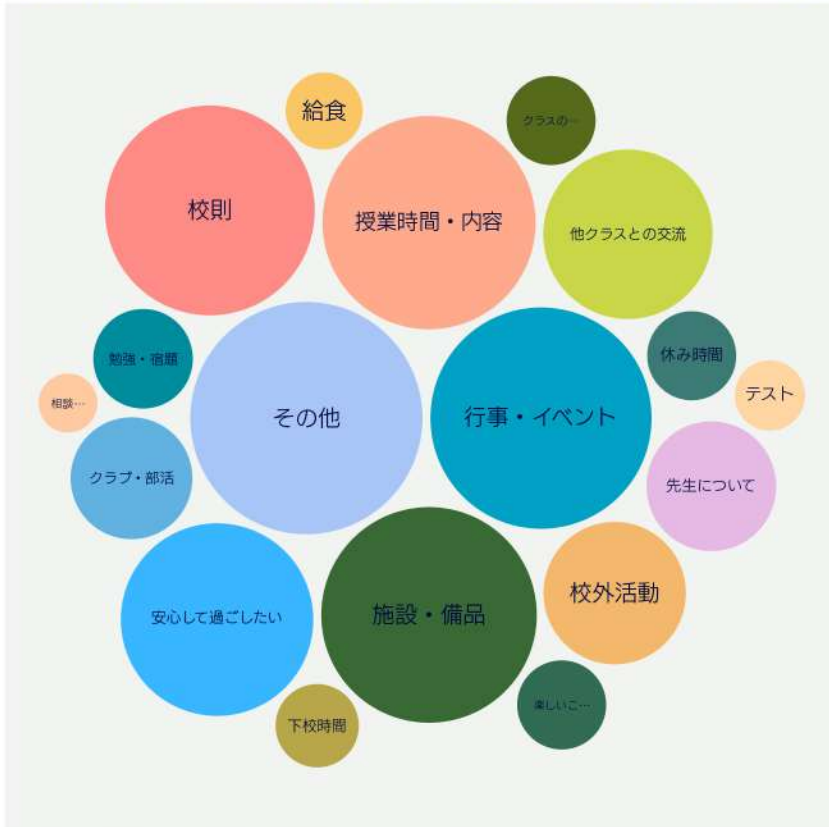 給食
クラスの…
校則
授業時間・内容
他クラスとの交流
勉強・宿題
休み時間
相談…
テスト
その他
行事・イベント
クラブ・部活
先生について
安心して過ごしたい
施設・備品
校外活動
下校時間
楽しいこ…